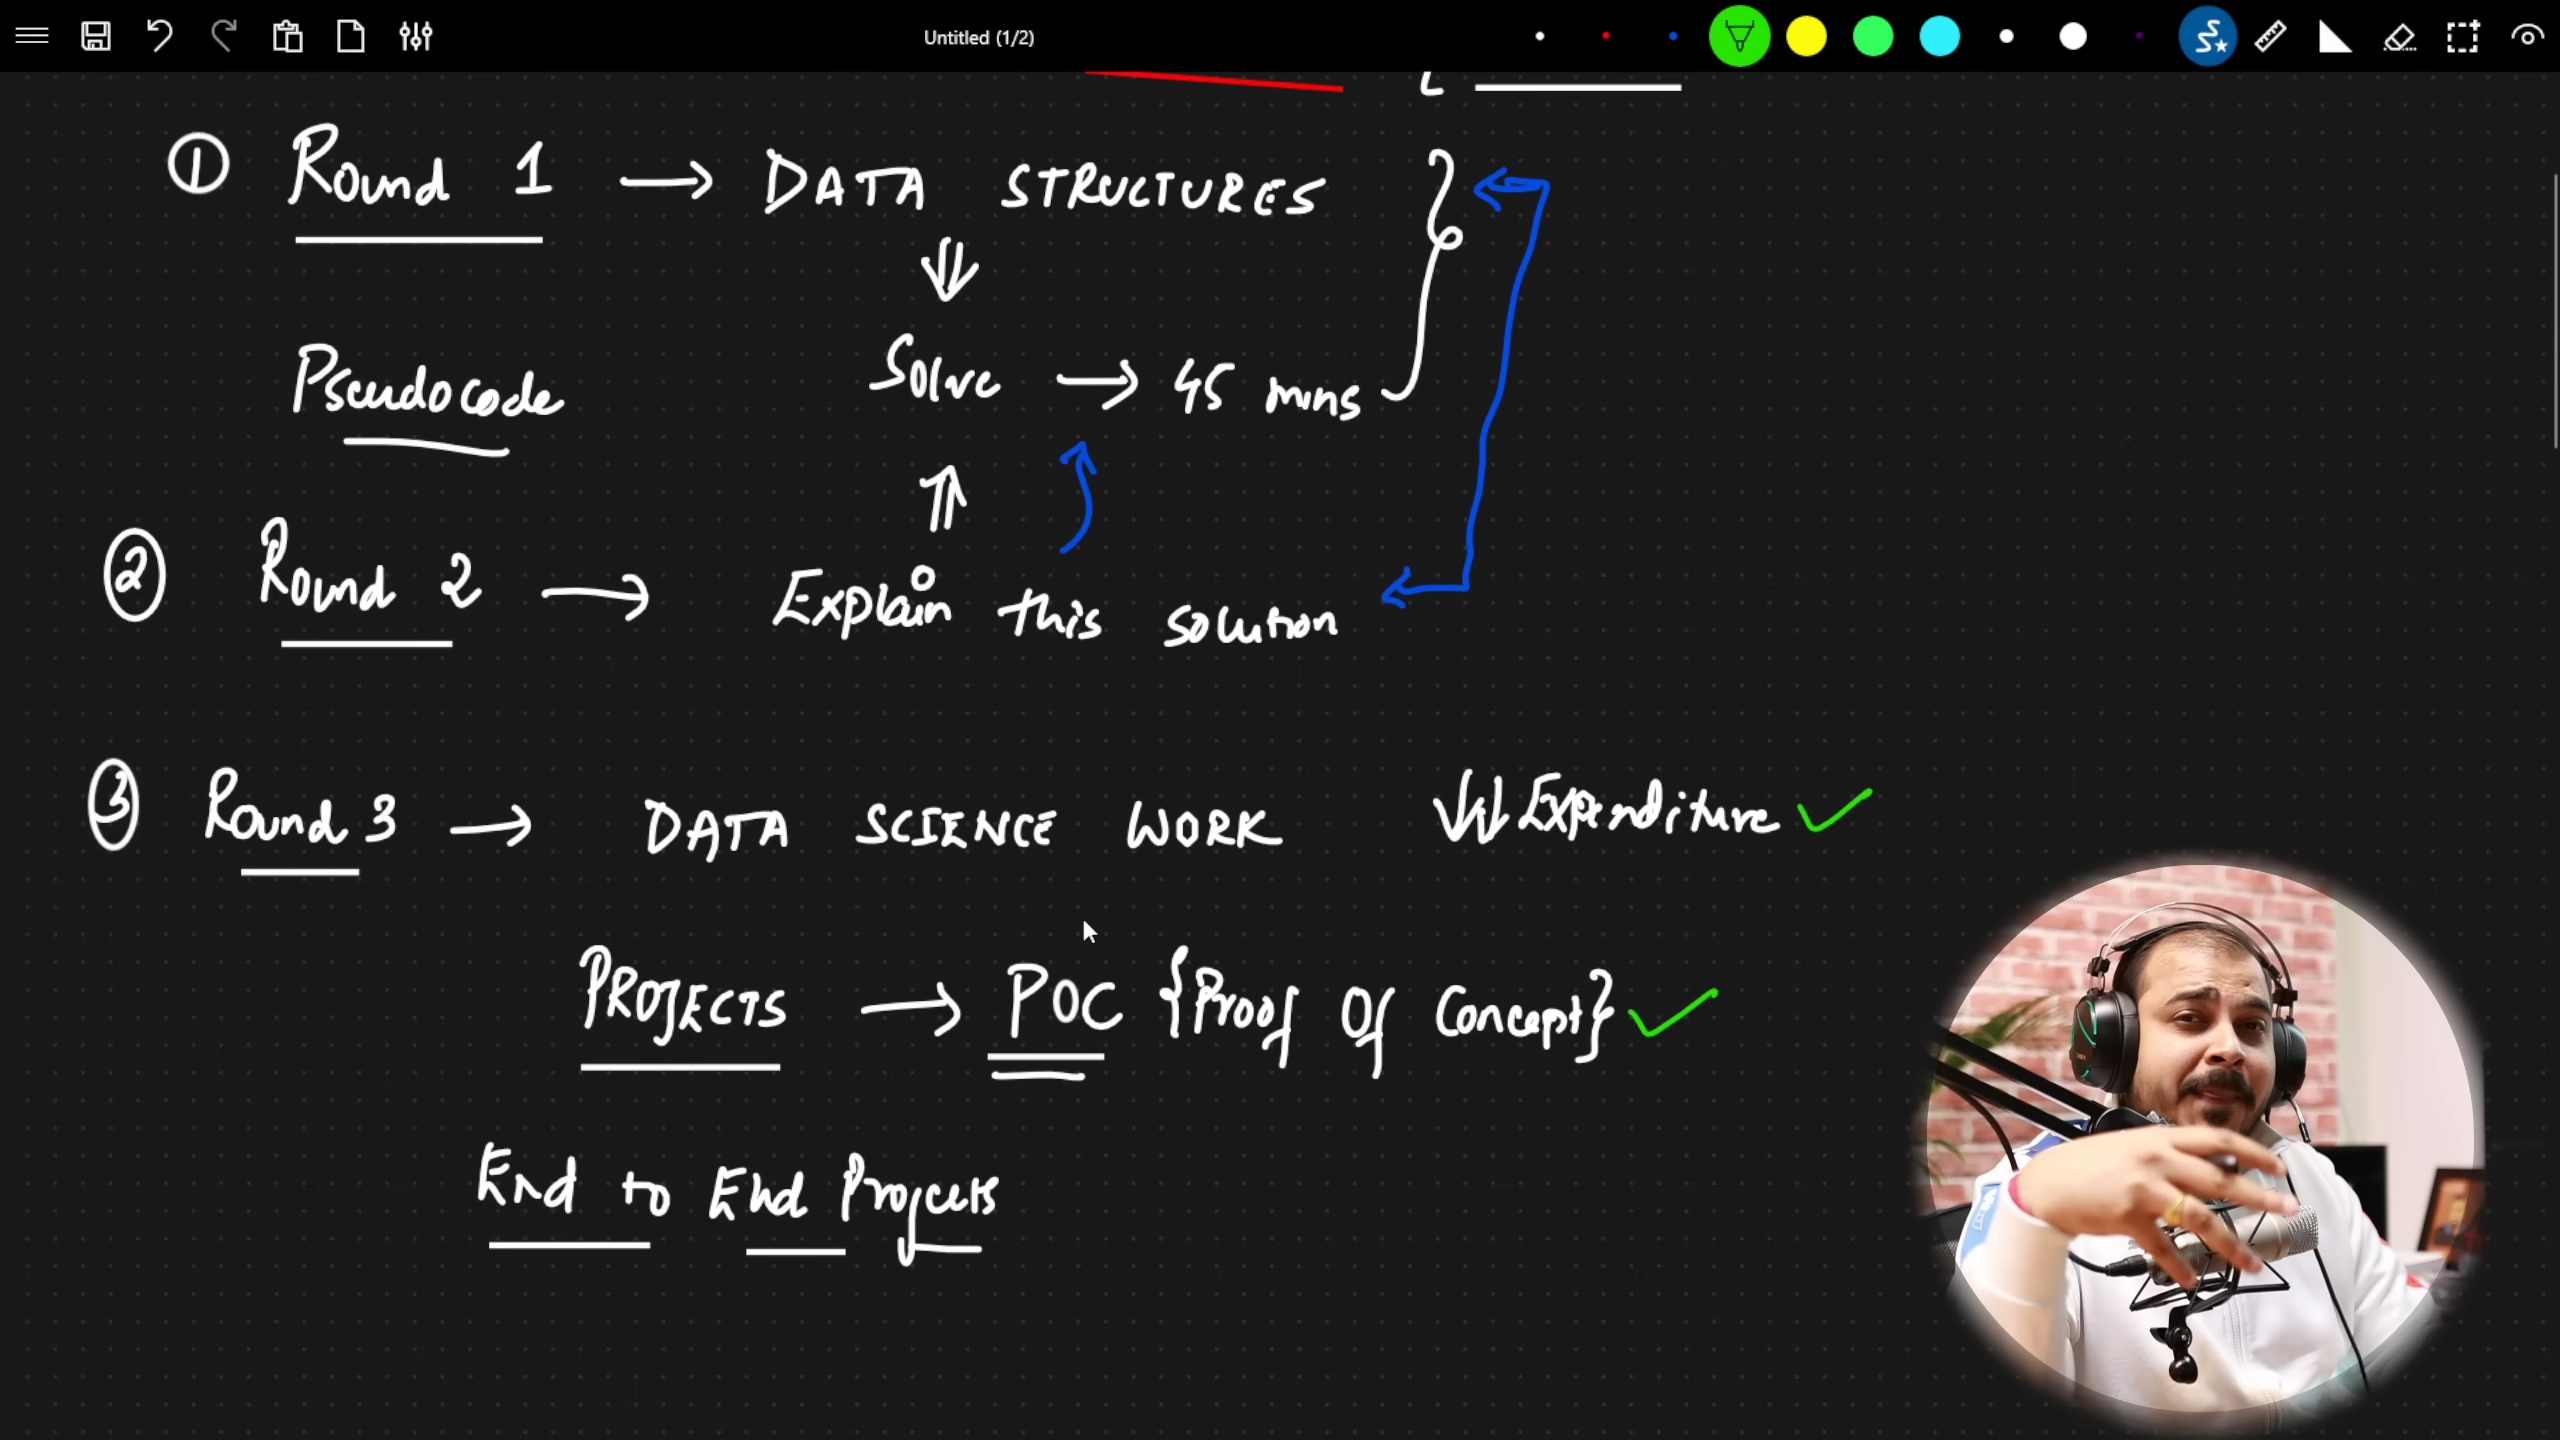 Untitled (1/2)
① Round 1 → DATA STRUCTURES
Pseudocode
Solve → 45 mins
② Round 2 → Explain this solution
③ Round 3 → DATA SCIENCE WORK
Expenditure ✓
PROJECTS → POC {Proof Of Concept} ✓
End to End Projects